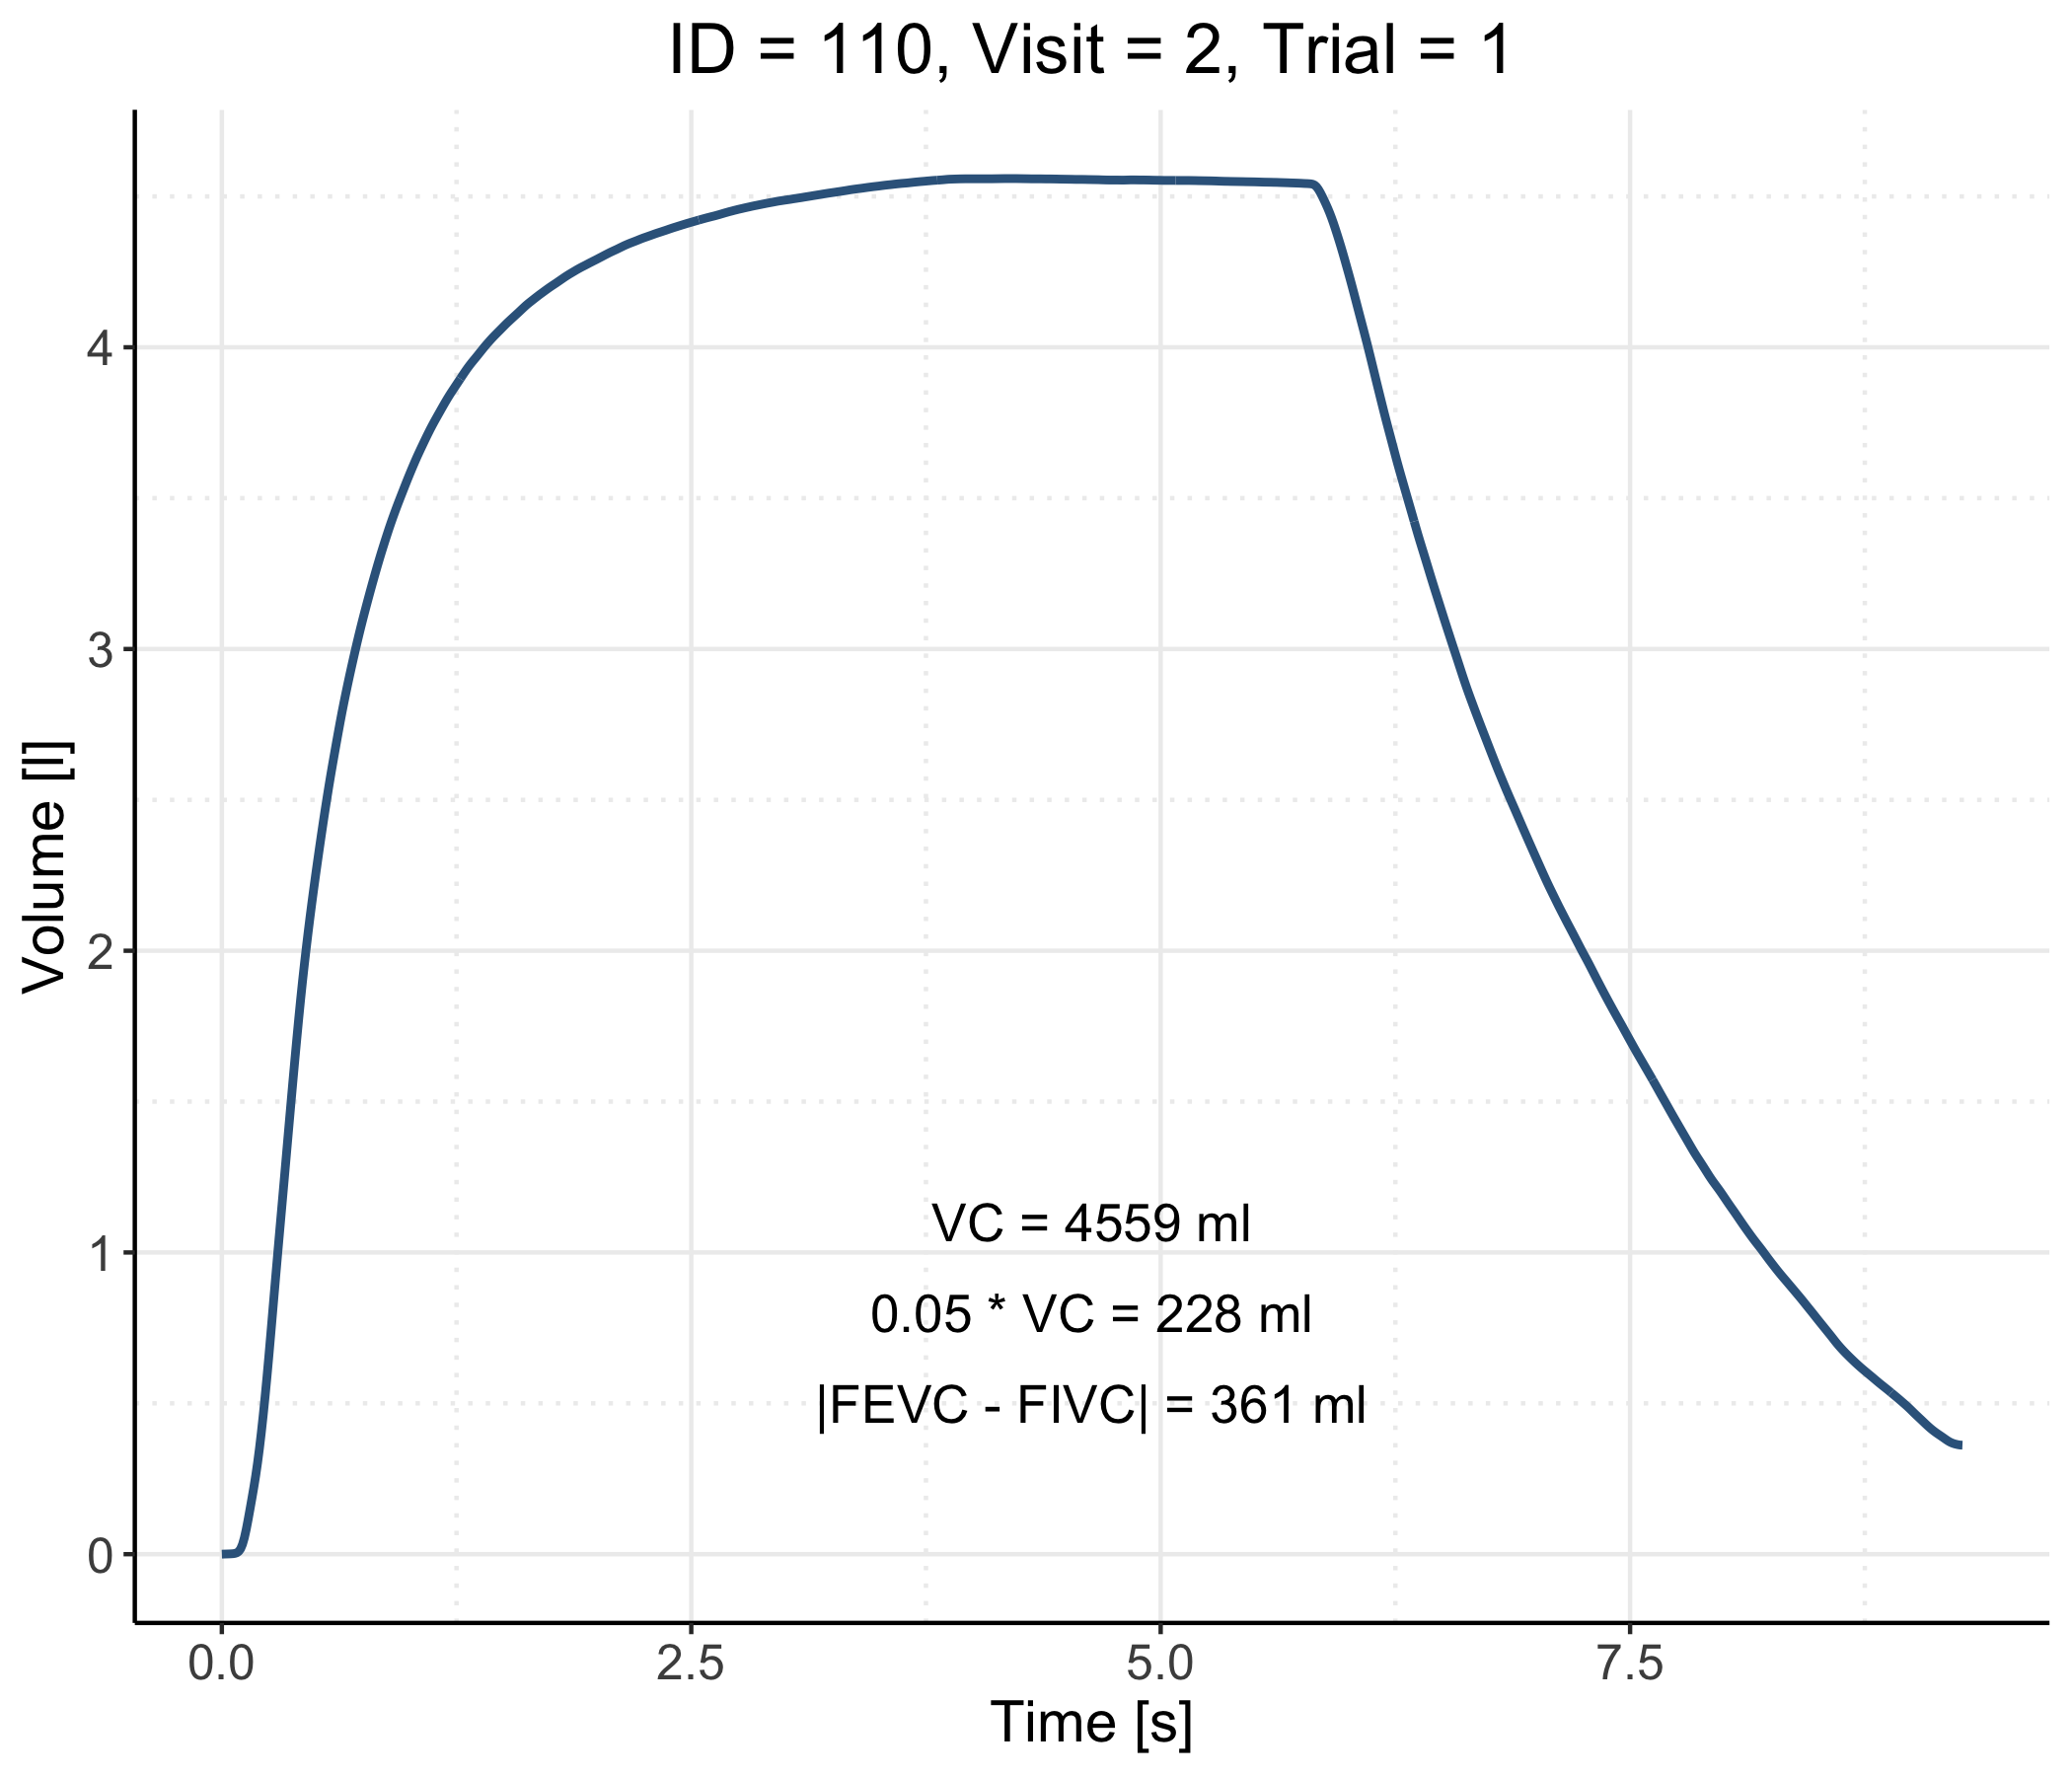 ID = 110, Visit = 2, Trial = 1
Volume [l]
4
3
2
1
0
VC = 4559 ml
0.05 * VC = 228 ml
|FEVC - FIVC| = 361 ml
0.0 2.5 5.0 7.5
Time [s]